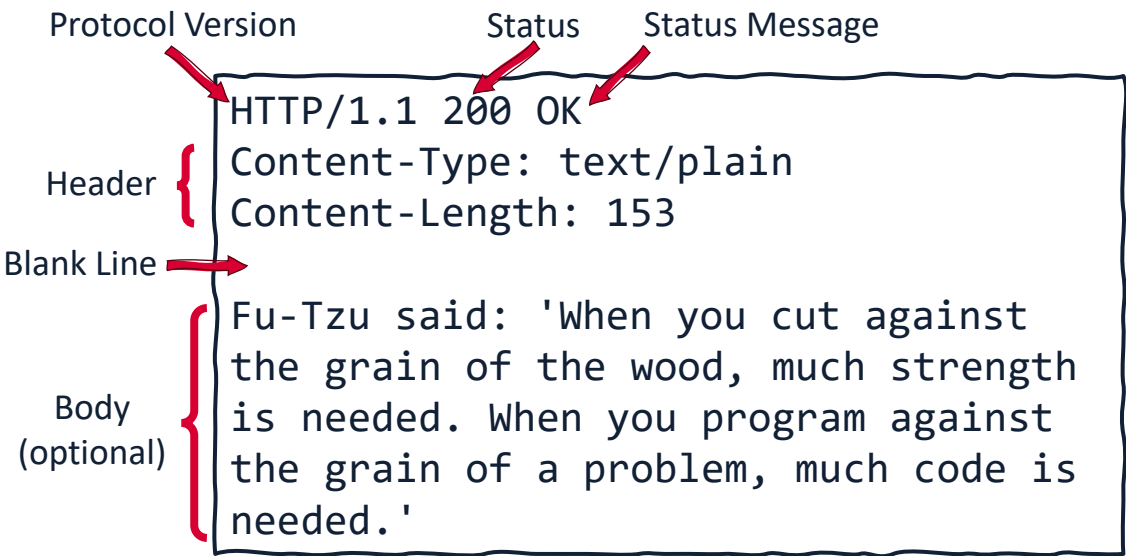 Protocol Version
Status
Status Message
HTTP/1.1 200 OK
Header
Content-Type: text/plain
Content-Length: 153
Blank Line
Body
(optional)
Fu-Tzu said: 'When you cut against
the grain of the wood, much strength
is needed. When you program against
the grain of a problem, much code is
needed.'